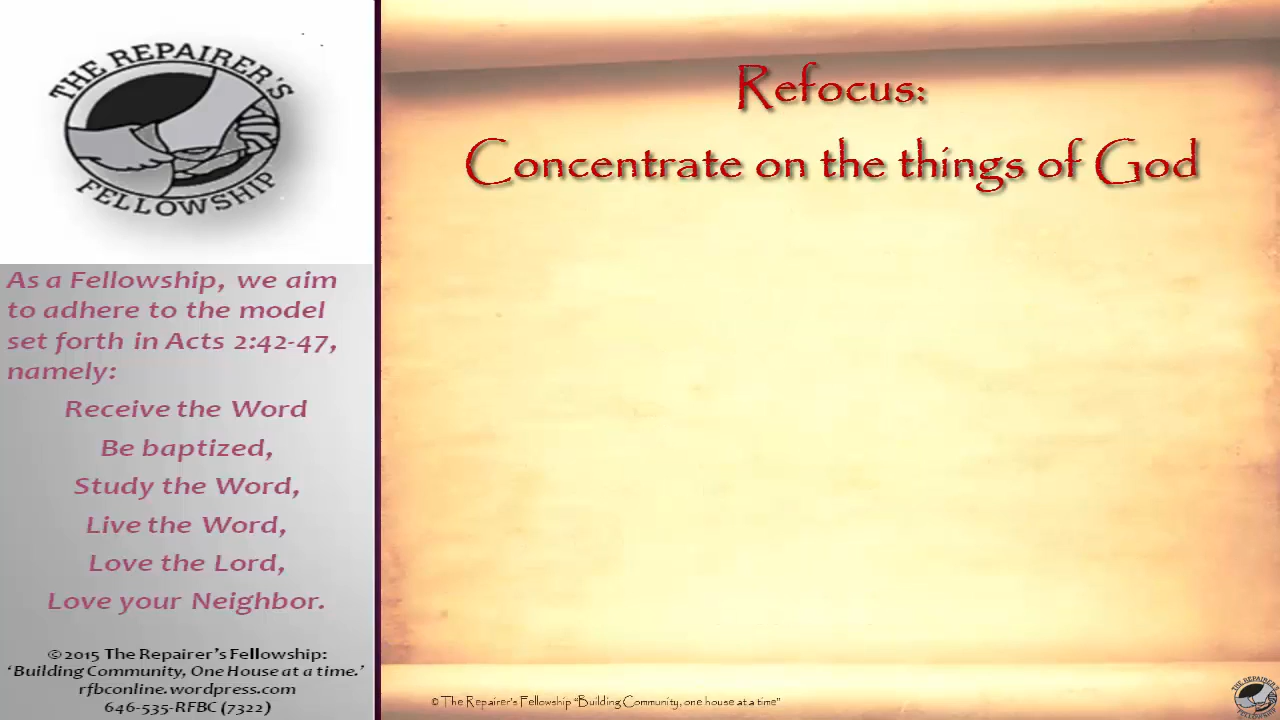 THE REPAIRER'S
FELLOWSHIP
As a Fellowship, we aim
to adhere to the model
set forth in Acts 2:42-47,
namely:
Receive the Word
Be baptized,
Study the Word,
Live the Word,
Love the Lord,
Love your Neighbor.
©2015 The Repairer's Fellowship:
'Building Community, One House at a time.'
rfbconline.wordpress.com
646-535-RFBC (7322)
Refocus:
Concentrate on the things of God
© The Repairer's Fellowship "Building Community, one house at a time"
THE REPAIRER'S
FELLOWSHIP